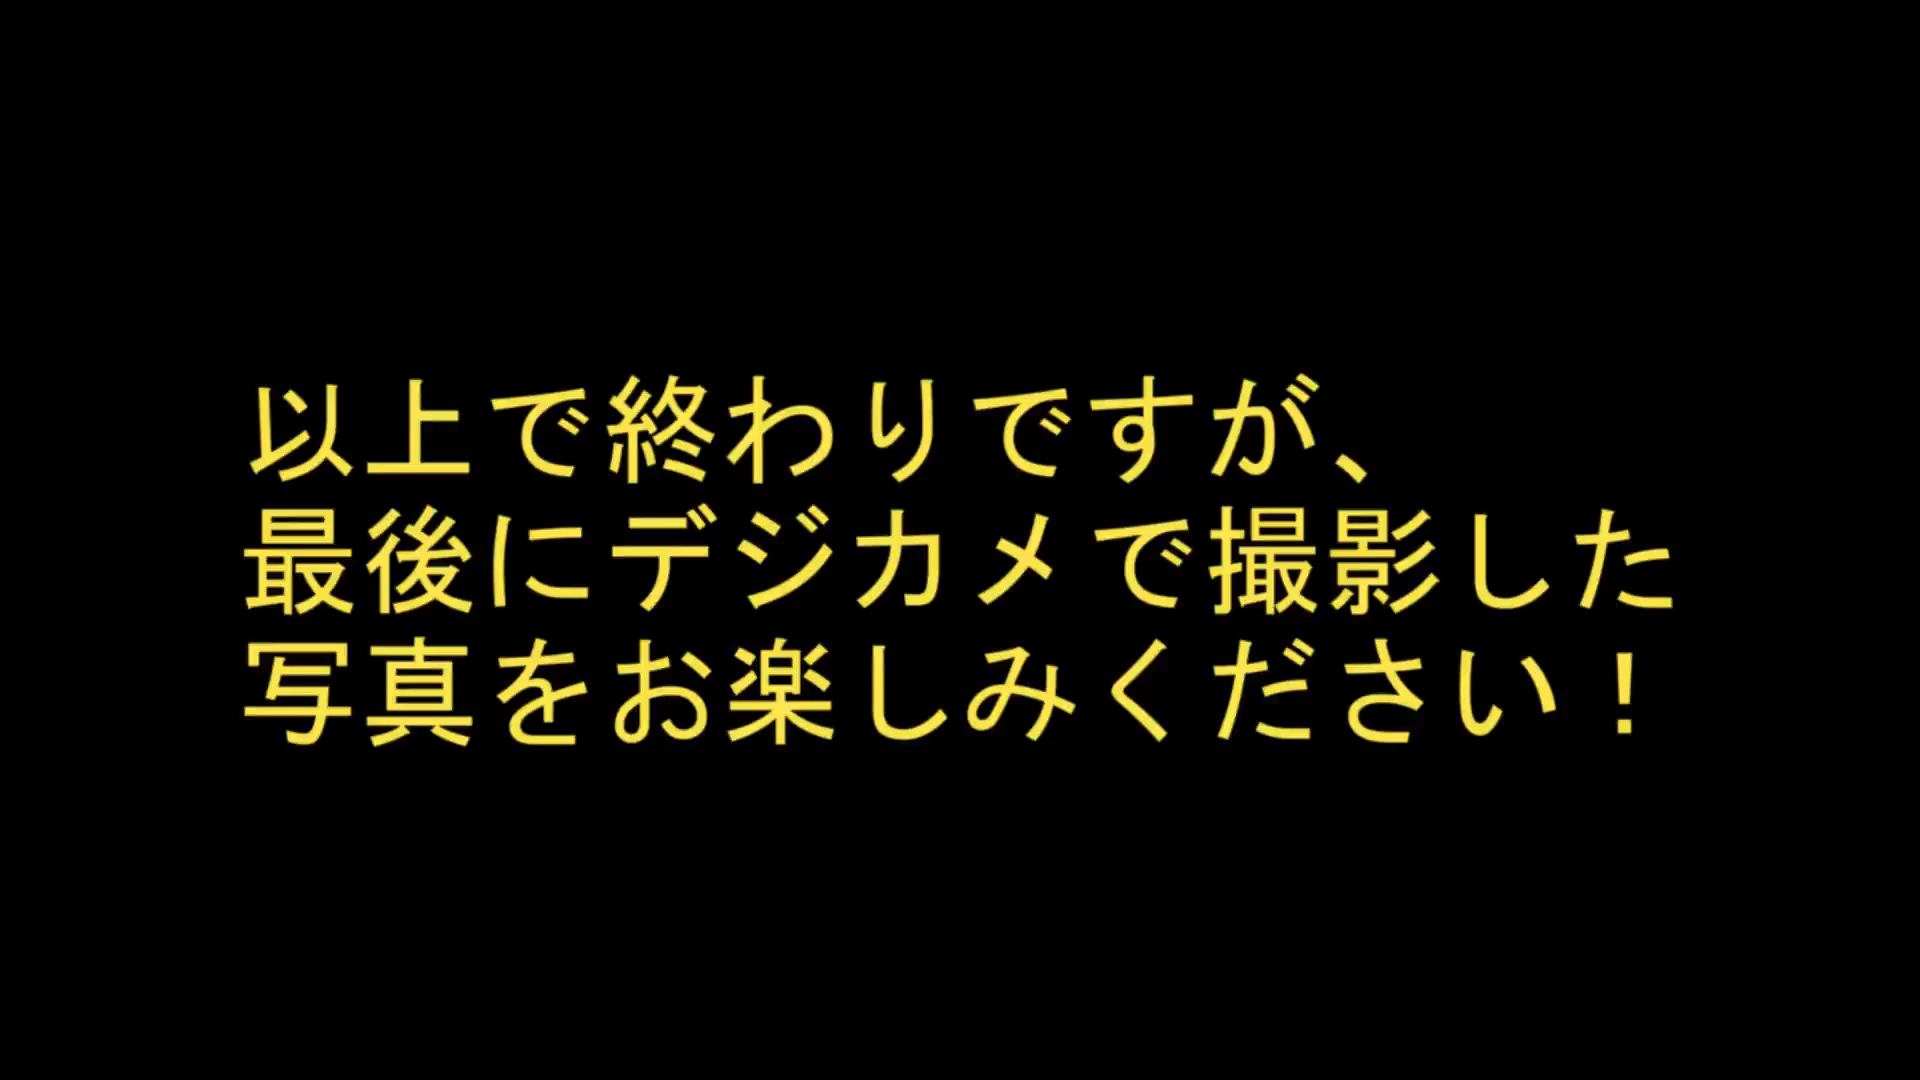 以上で終わりですが、
最後にデジカメで撮影した
写真をお楽しみください！